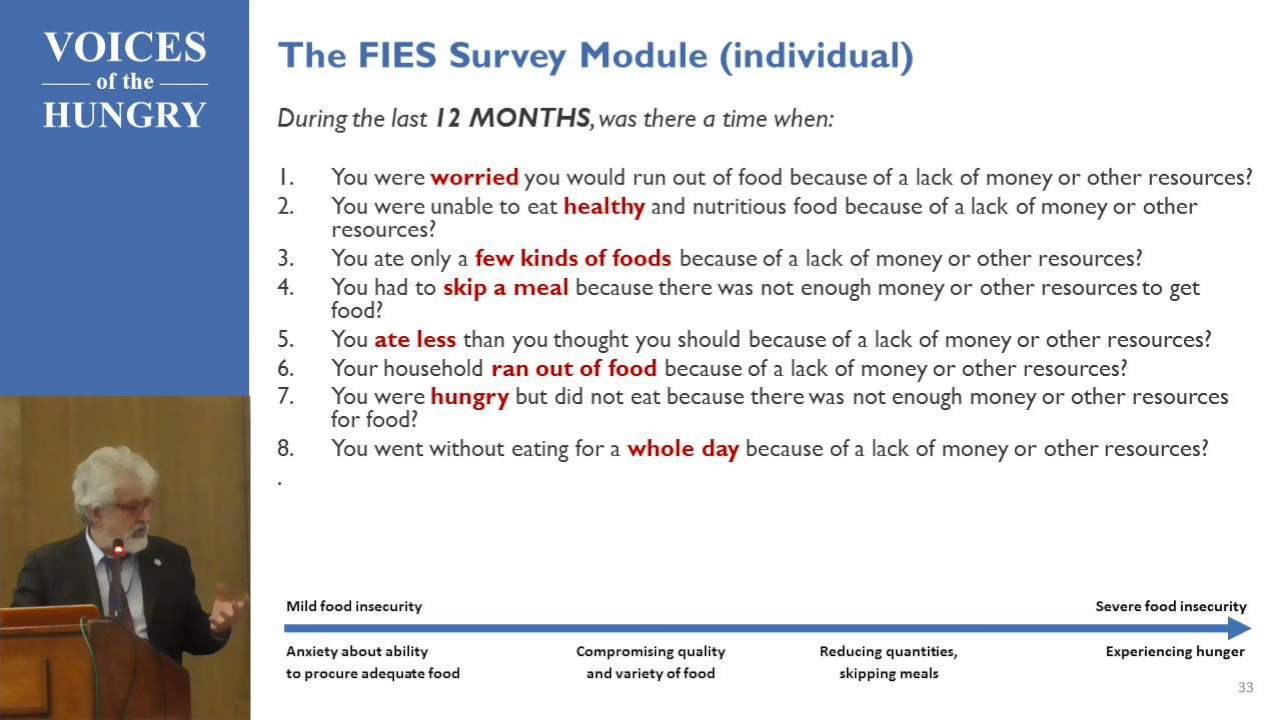 VOICES
of the
HUNGRY
The FIES Survey Module (individual)
During the last 12 MONTHS, was there a time when:
1. You were worried you would run out of food because of a lack of money or other resources?
2. You were unable to eat healthy and nutritious food because of a lack of money or other
resources?
3. You ate only a few kinds of foods because of a lack of money or other resources?
4. You had to skip a meal because there was not enough money or other resources to get
food?
5. You ate less than you thought you should because of a lack of money or other resources?
6. Your household ran out of food because of a lack of money or other resources?
7. You were hungry but did not eat because there was not enough money or other resources
for food?
8. You went without eating for a whole day because of a lack of money or other resources?
.
Mild food insecurity Severe food insecurity
Anxiety about ability Compromising quality Reducing quantities, Experiencing hunger
to procure adequate food and variety of food skipping meals
33